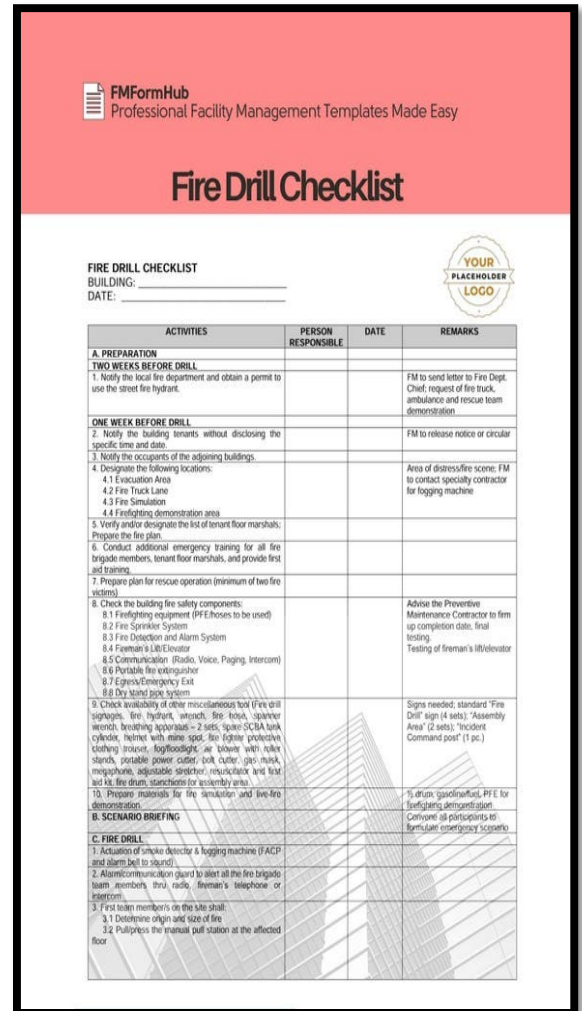 FMFormHub
Professional Facility Management Templates Made Easy
Fire Drill Checklist
FIRE DRILL CHECKLIST
BUILDING:
DATE:
YOUR
PLACEHOLDER
LOGO
ACTIVITIES PERSON RESPONSIBLE DATE REMARKS
A. PREPARATION
TWO WEEKS BEFORE DRILL
1. Notify the local fire department and obtain a permit to
use the street fire hydrant.
FM to send letter to Fire Dept.
Chief; request of fire truck,
ambulance and rescue team
demonstration
ONE WEEK BEFORE DRILL
2. Notify the building tenants without disclosing the
specific time and date.
FM to release notice or circular
3. Notify the occupants of the adjoining buildings.
4. Designate the following locations:
4.1 Evacuation Area
4.2 Fire Truck Lane
4.3 Fire Simulation
4.4 Firefighting demonstration area
Area of distress/fire scene; FM
to contact specialty contractor
for fogging machine
5. Verify and/or designate the list of tenant floor marshals;
Prepare the fire plan.
6. Conduct additional emergency training for all fire
brigade members, tenant floor marshals, and provide first
aid training.
7. Prepare plan for rescue operation (minimum of two fire
victims)
8. Check the building fire safety components:
8.1 Firefighting equipment (PFE/hoses to be used)
8.2 Fire Sprinkler System
8.3 Fire Detection and Alarm System
8.4 Fireman's Lift/Elevator
8.5 Communication (Radio, Voice, Paging, Intercom)
8.6 Portable fire extinguisher
8.7 Egress/Emergency Exit
8.8 Dry stand pipe system
Advise the Preventive
Maintenance Contractor to firm
up completion date, final
testing.
Testing of fireman's lift/elevator
9. Check availability of other miscellaneous tool (Fire drill
signages, fire hydrant, wrench, fire hose, spanner
wrench, breathing apparatus – 2 sets, spare SCBA tank
cylinder, helmet with mine spot, fire fighter protective
clothing trouser, fog/floodlight, air blower with roller
stands, portable power cutter, bolt cutter, gas mask,
megaphone, adjustable stretcher, resuscitator and first
aid kit, fire drum, stanchions for assembly area.
Signs needed; standard "Fire
Drill" sign (4 sets); "Assembly
Area" (2 sets); "Incident
Command post" (1 pc.)
10. Prepare materials for fire simulation and live-fire
demonstration.
½ drum, gasoline/fuel, PFE for
firefighting demonstration
B. SCENARIO BRIEFING
Convene all participants to
formulate emergency scenario
C. FIRE DRILL
1. Actuation of smoke detector & fogging machine (FACP
and alarm bell to sound)
2. Alarm/communication guard to alert all the fire brigade
team members thru radio, fireman's telephone or
intercom
3. First team member/s on the site shall:
3.1 Determine origin and size of fire
3.2 Pull/press the manual pull station at the affected
floor